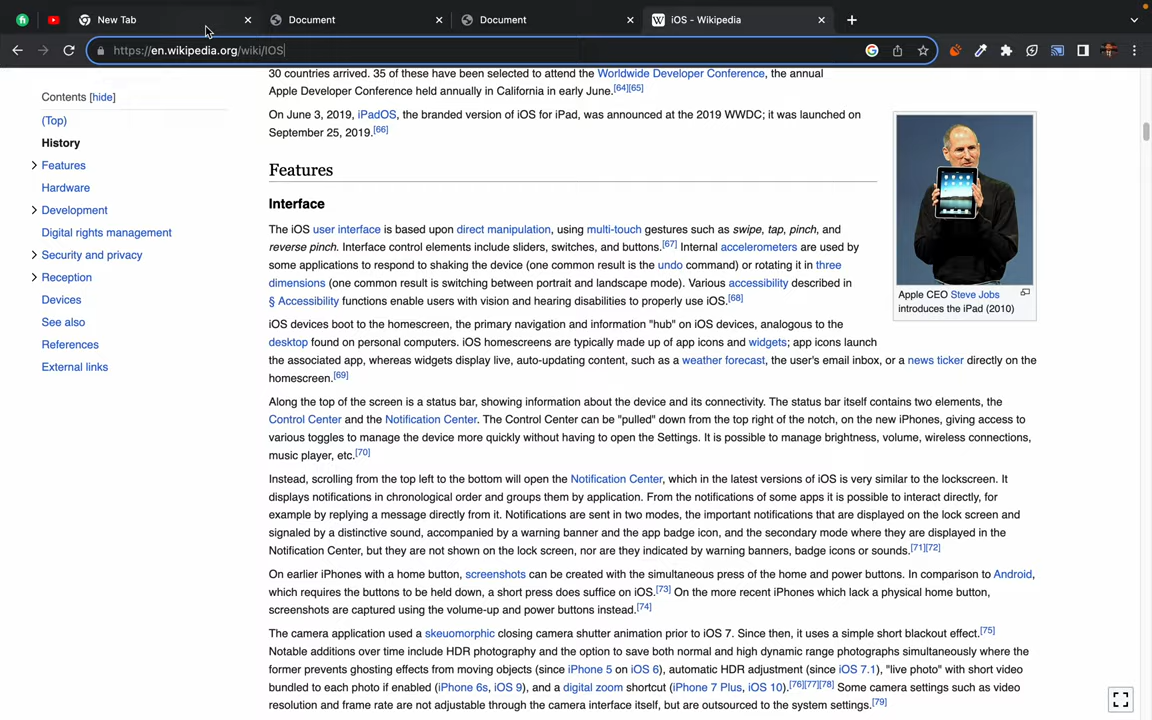 New Tab
Document
Document
iOS - Wikipedia
https://en.wikipedia.org/wiki/IOS
30 countries arrived. 35 of these have been selected to attend the Worldwide Developer Conference, the annual
Apple Developer Conference held annually in California in early June.[64][65]
On June 3, 2019, iPadOS, the branded version of iOS for iPad, was announced at the 2019 WWDC; it was launched on
September 25, 2019.[66]
Contents [hide]
(Top)
History
Features
Hardware
Development
Digital rights management
Security and privacy
Reception
Devices
See also
References
External links
Features
Interface
The iOS user interface is based upon direct manipulation, using multi-touch gestures such as swipe, tap, pinch, and
reverse pinch. Interface control elements include sliders, switches, and buttons.[67] Internal accelerometers are used by
some applications to respond to shaking the device (one common result is the undo command) or rotating it in three
dimensions (one common result is switching between portrait and landscape mode). Various accessibility described in
§ Accessibility functions enable users with vision and hearing disabilities to properly use iOS.[68]
iOS devices boot to the homescreen, the primary navigation and information "hub" on iOS devices, analogous to the
desktop found on personal computers. iOS homescreens are typically made up of app icons and widgets; app icons launch
the associated app, whereas widgets display live, auto-updating content, such as a weather forecast, the user's email inbox, or a news ticker directly on the
homescreen.[69]
Apple CEO Steve Jobs
introduces the iPad (2010)
Along the top of the screen is a status bar, showing information about the device and its connectivity. The status bar itself contains two elements, the
Control Center and the Notification Center. The Control Center can be "pulled" down from the top right of the notch, on the new iPhones, giving access to
various toggles to manage the device more quickly without having to open the Settings. It is possible to manage brightness, volume, wireless connections,
music player, etc.[70]
Instead, scrolling from the top left to the bottom will open the Notification Center, which in the latest versions of iOS is very similar to the lockscreen. It
displays notifications in chronological order and groups them by application. From the notifications of some apps it is possible to interact directly, for
example by replying a message directly from it. Notifications are sent in two modes, the important notifications that are displayed on the lock screen and
signaled by a distinctive sound, accompanied by a warning banner and the app badge icon, and the secondary mode where they are displayed in the
Notification Center, but they are not shown on the lock screen, nor are they indicated by warning banners, badge icons or sounds.[71][72]
On earlier iPhones with a home button, screenshots can be created with the simultaneous press of the home and power buttons. In comparison to Android,
which requires the buttons to be held down, a short press does suffice on iOS.[73] On the more recent iPhones which lack a physical home button,
screenshots are captured using the volume-up and power buttons instead.[74]
The camera application used a skeuomorphic closing camera shutter animation prior to iOS 7. Since then, it uses a simple short blackout effect.[75]
Notable additions over time include HDR photography and the option to save both normal and high dynamic range photographs simultaneously where the
former prevents ghosting effects from moving objects (since iPhone 5 on iOS 6), automatic HDR adjustment (since iOS 7.1), "live photo" with short video
bundled to each photo if enabled (iPhone 6s, iOS 9), and a digital zoom shortcut (iPhone 7 Plus, iOS 10).[76][77][78] Some camera settings such as video
resolution and frame rate are not adjustable through the camera interface itself, but are outsourced to the system settings.[79]